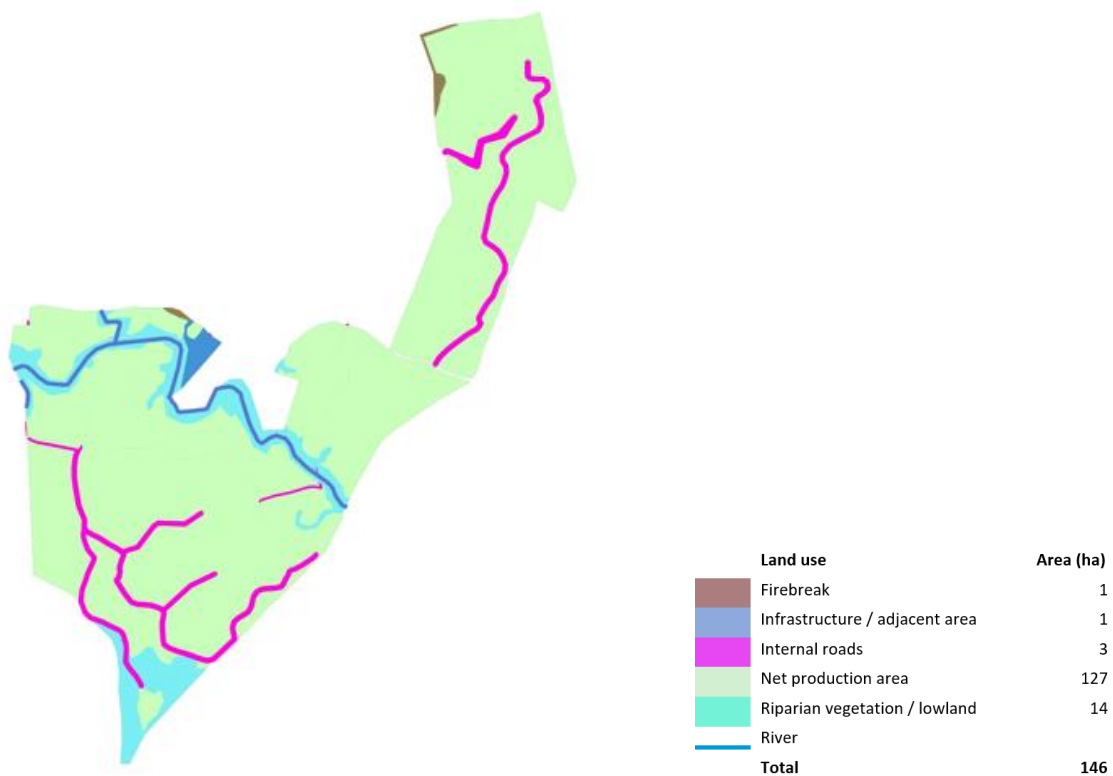 Land use Area (ha)
Firebreak 1
Infrastructure / adjacent area 1
Internal roads 3
Net production area 127
Riparian vegetation / lowland 14
River
Total 146